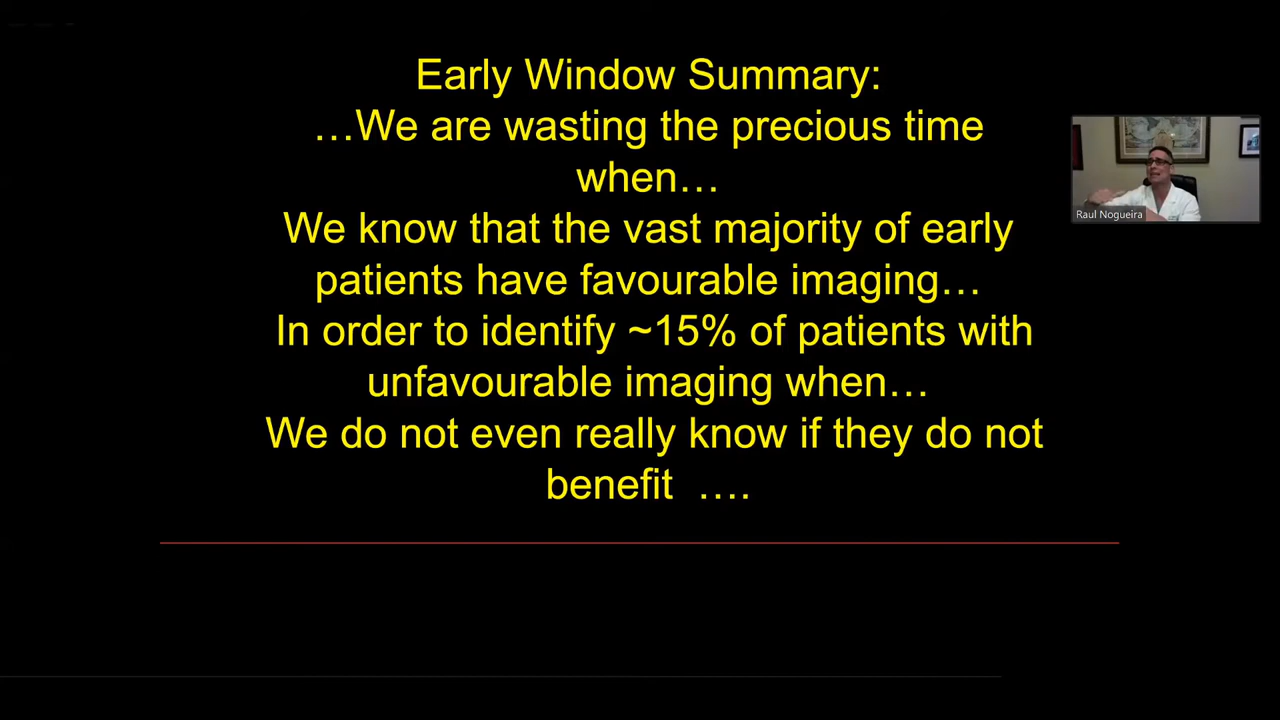 Early Window Summary:
…We are wasting the precious time
when…
We know that the vast majority of early
patients have favourable imaging…
In order to identify ~15% of patients with
unfavourable imaging when…
We do not even really know if they do not
benefit  ….
Raul Nogueira